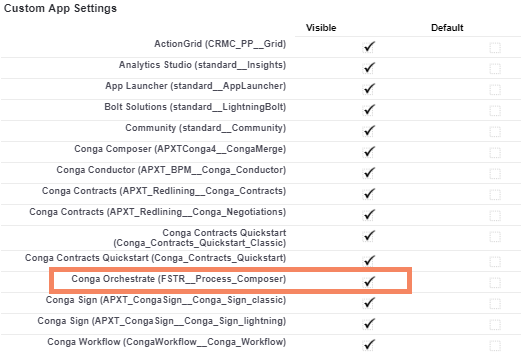 Custom App Settings
Visible Default
ActionGrid (CRMC_PP__Grid)
Analytics Studio (standard__Insights)
App Launcher (standard__AppLauncher)
Bolt Solutions (standard__LightningBolt)
Community (standard__Community)
Conga Composer (APXTConga4__CongaMerge)
Conga Conductor (APXT_BPM__Conga_Conductor)
Conga Contracts (APXT_Redlining__Conga_Contracts)
Conga Contracts (APXT_Redlining__Conga_Negotiations)
Conga Contracts Quickstart
(Conga_Contracts_Quickstart_Classic)
Conga Contracts Quickstart (Conga_Contracts_Quickstart)
Conga Orchestrate (FSTR__Process_Composer)
Conga Sign (APXT_CongaSign__Conga_Sign_classic)
Conga Sign (APXT_CongaSign__Conga_Sign_lightning)
Conga Workflow (CongaWorkflow__Conga_Workflow)